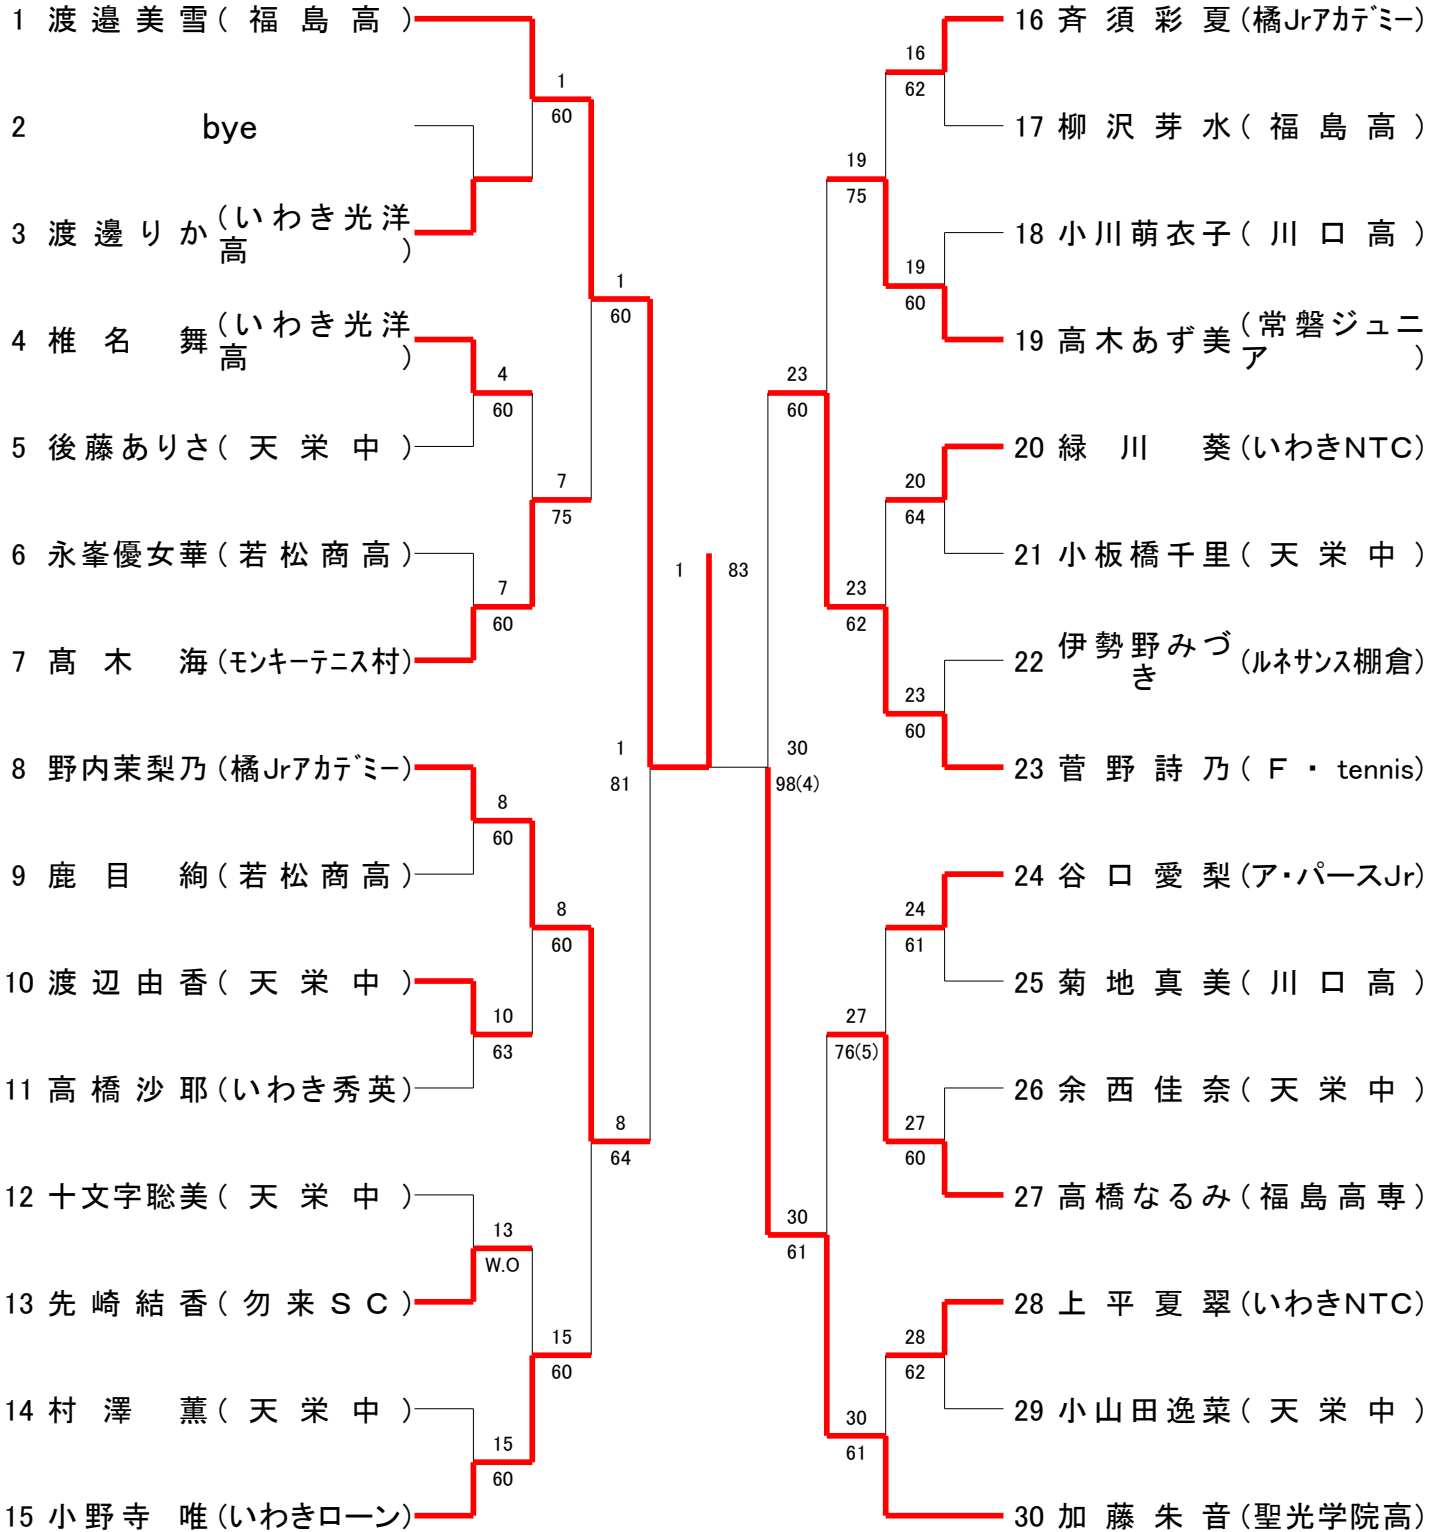 1 渡邉美雪(福島高)
2 bye
3 渡邊りか(いわき光洋
高)
4 椎名 舞(いわき光洋
高)
5 後藤ありさ(天栄中)
6 永峯優女華(若松商高)
7 髙木 海(モンキーテニス村)
8 野内茉梨乃(橘Jrアカデミー)
9 鹿目 絢(若松商高)
10 渡辺由香(天栄中)
11 高橋沙耶(いわき秀英)
12 十文字聡美(天栄中)
13 先崎結香(勿来SC)
14 村澤 薫(天栄中)
15 小野寺 唯(いわきローン)
1
60
4
60
7
75
7
60
1
60
8
60
8
60
10
63
13
W.O
15
60
15
60
8
64
1
81
1
83
30
98(4)
23
60
30
61
19
75
23
62
27
76(5)
30
61
16
62
19
60
20
64
23
60
24
61
27
60
28
62
16 斉須彩夏(橘Jrアカデミー)
17 柳沢芽水(福島高)
18 小川萌衣子(川口高)
19 高木あず美(常磐ジュニ
ア)
20 緑川 葵(いわきNTC)
21 小板橋千里(天栄中)
22 伊勢野みづ
き(ルネサンス棚倉)
23 菅野詩乃(F・tennis)
24 谷口愛梨(ア・パースJr)
25 菊地真美(川口高)
26 余西佳奈(天栄中)
27 高橋なるみ(福島高専)
28 上平夏翠(いわきNTC)
29 小山田逸菜(天栄中)
30 加藤朱音(聖光学院高)